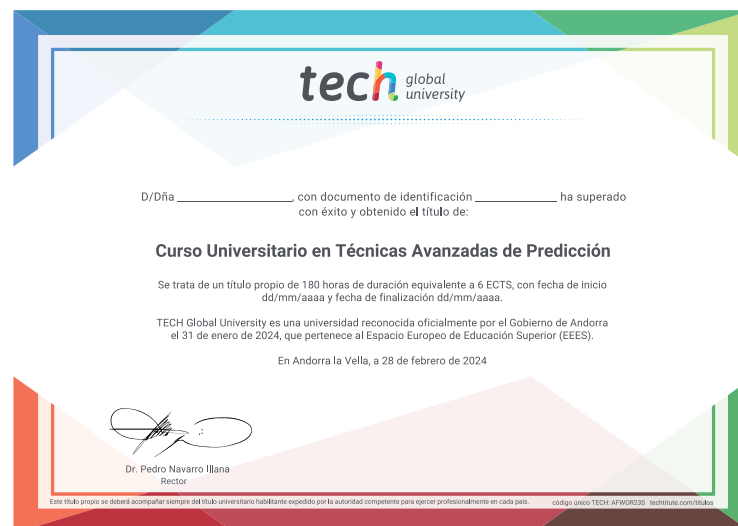 tech global
university
D/Dña ____________________, con documento de identificación ______________ ha superado
con éxito y obtenido el título de:
Curso Universitario en Técnicas Avanzadas de Predicción
Se trata de un título propio de 180 horas de duración equivalente a 6 ECTS, con fecha de inicio
dd/mm/aaaa y fecha de finalización dd/mm/aaaa.
TECH Global University es una universidad reconocida oficialmente por el Gobierno de Andorra
el 31 de enero de 2024, que pertenece al Espacio Europeo de Educación Superior (EEES).
En Andorra la Vella, a 28 de febrero de 2024
Dr. Pedro Navarro Illana
Rector
Este título propio se deberá acompañar siempre del título universitario habilitante expedido por la autoridad competente para ejercer profesionalmente en cada país. código único TECH: AFWOR23S techtitute.com/titulos